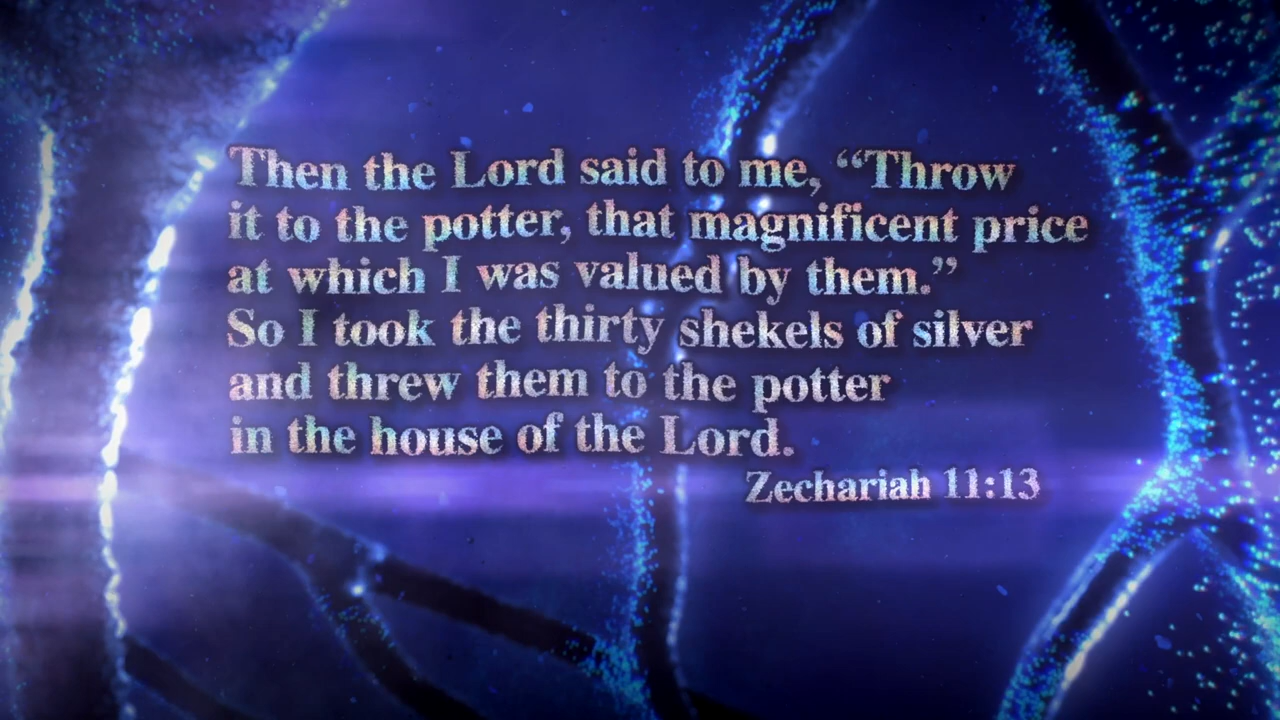 Then the Lord said to me, “Throw
it to the potter, that magnificent price
at which I was valued by them.”
So I took the thirty shekels of silver
and threw them to the potter
in the house of the Lord.
Zechariah 11:13